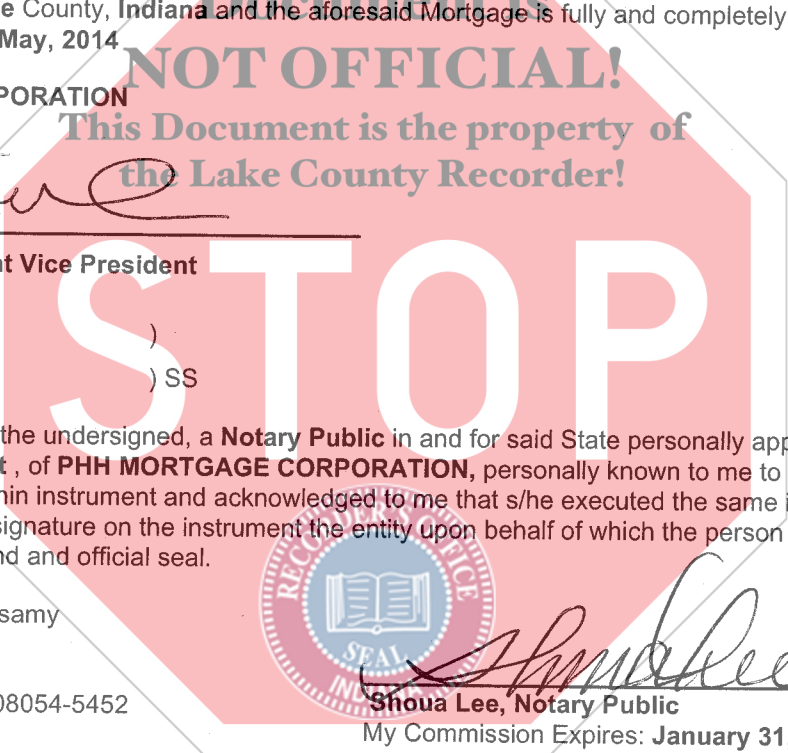 e County, Indiana and the aforesaid Mortgage is fully and completely
May, 2014
NOT OFFICIAL!
PORATION
This Document is the property of
the Lake County Recorder!
t Vice President
STOP
)
) SS
the undersigned, a Notary Public in and for said State personally app
t , of PHH MORTGAGE CORPORATION, personally known to me to
hin instrument and acknowledged to me that s/he executed the same i
signature on the instrument the entity upon behalf of which the person
nd and official seal.
RECORDER'S OFFICE
SEAL
INDIANA
samy
08054-5452
Shoua Lee, Notary Public
My Commission Expires: January 31